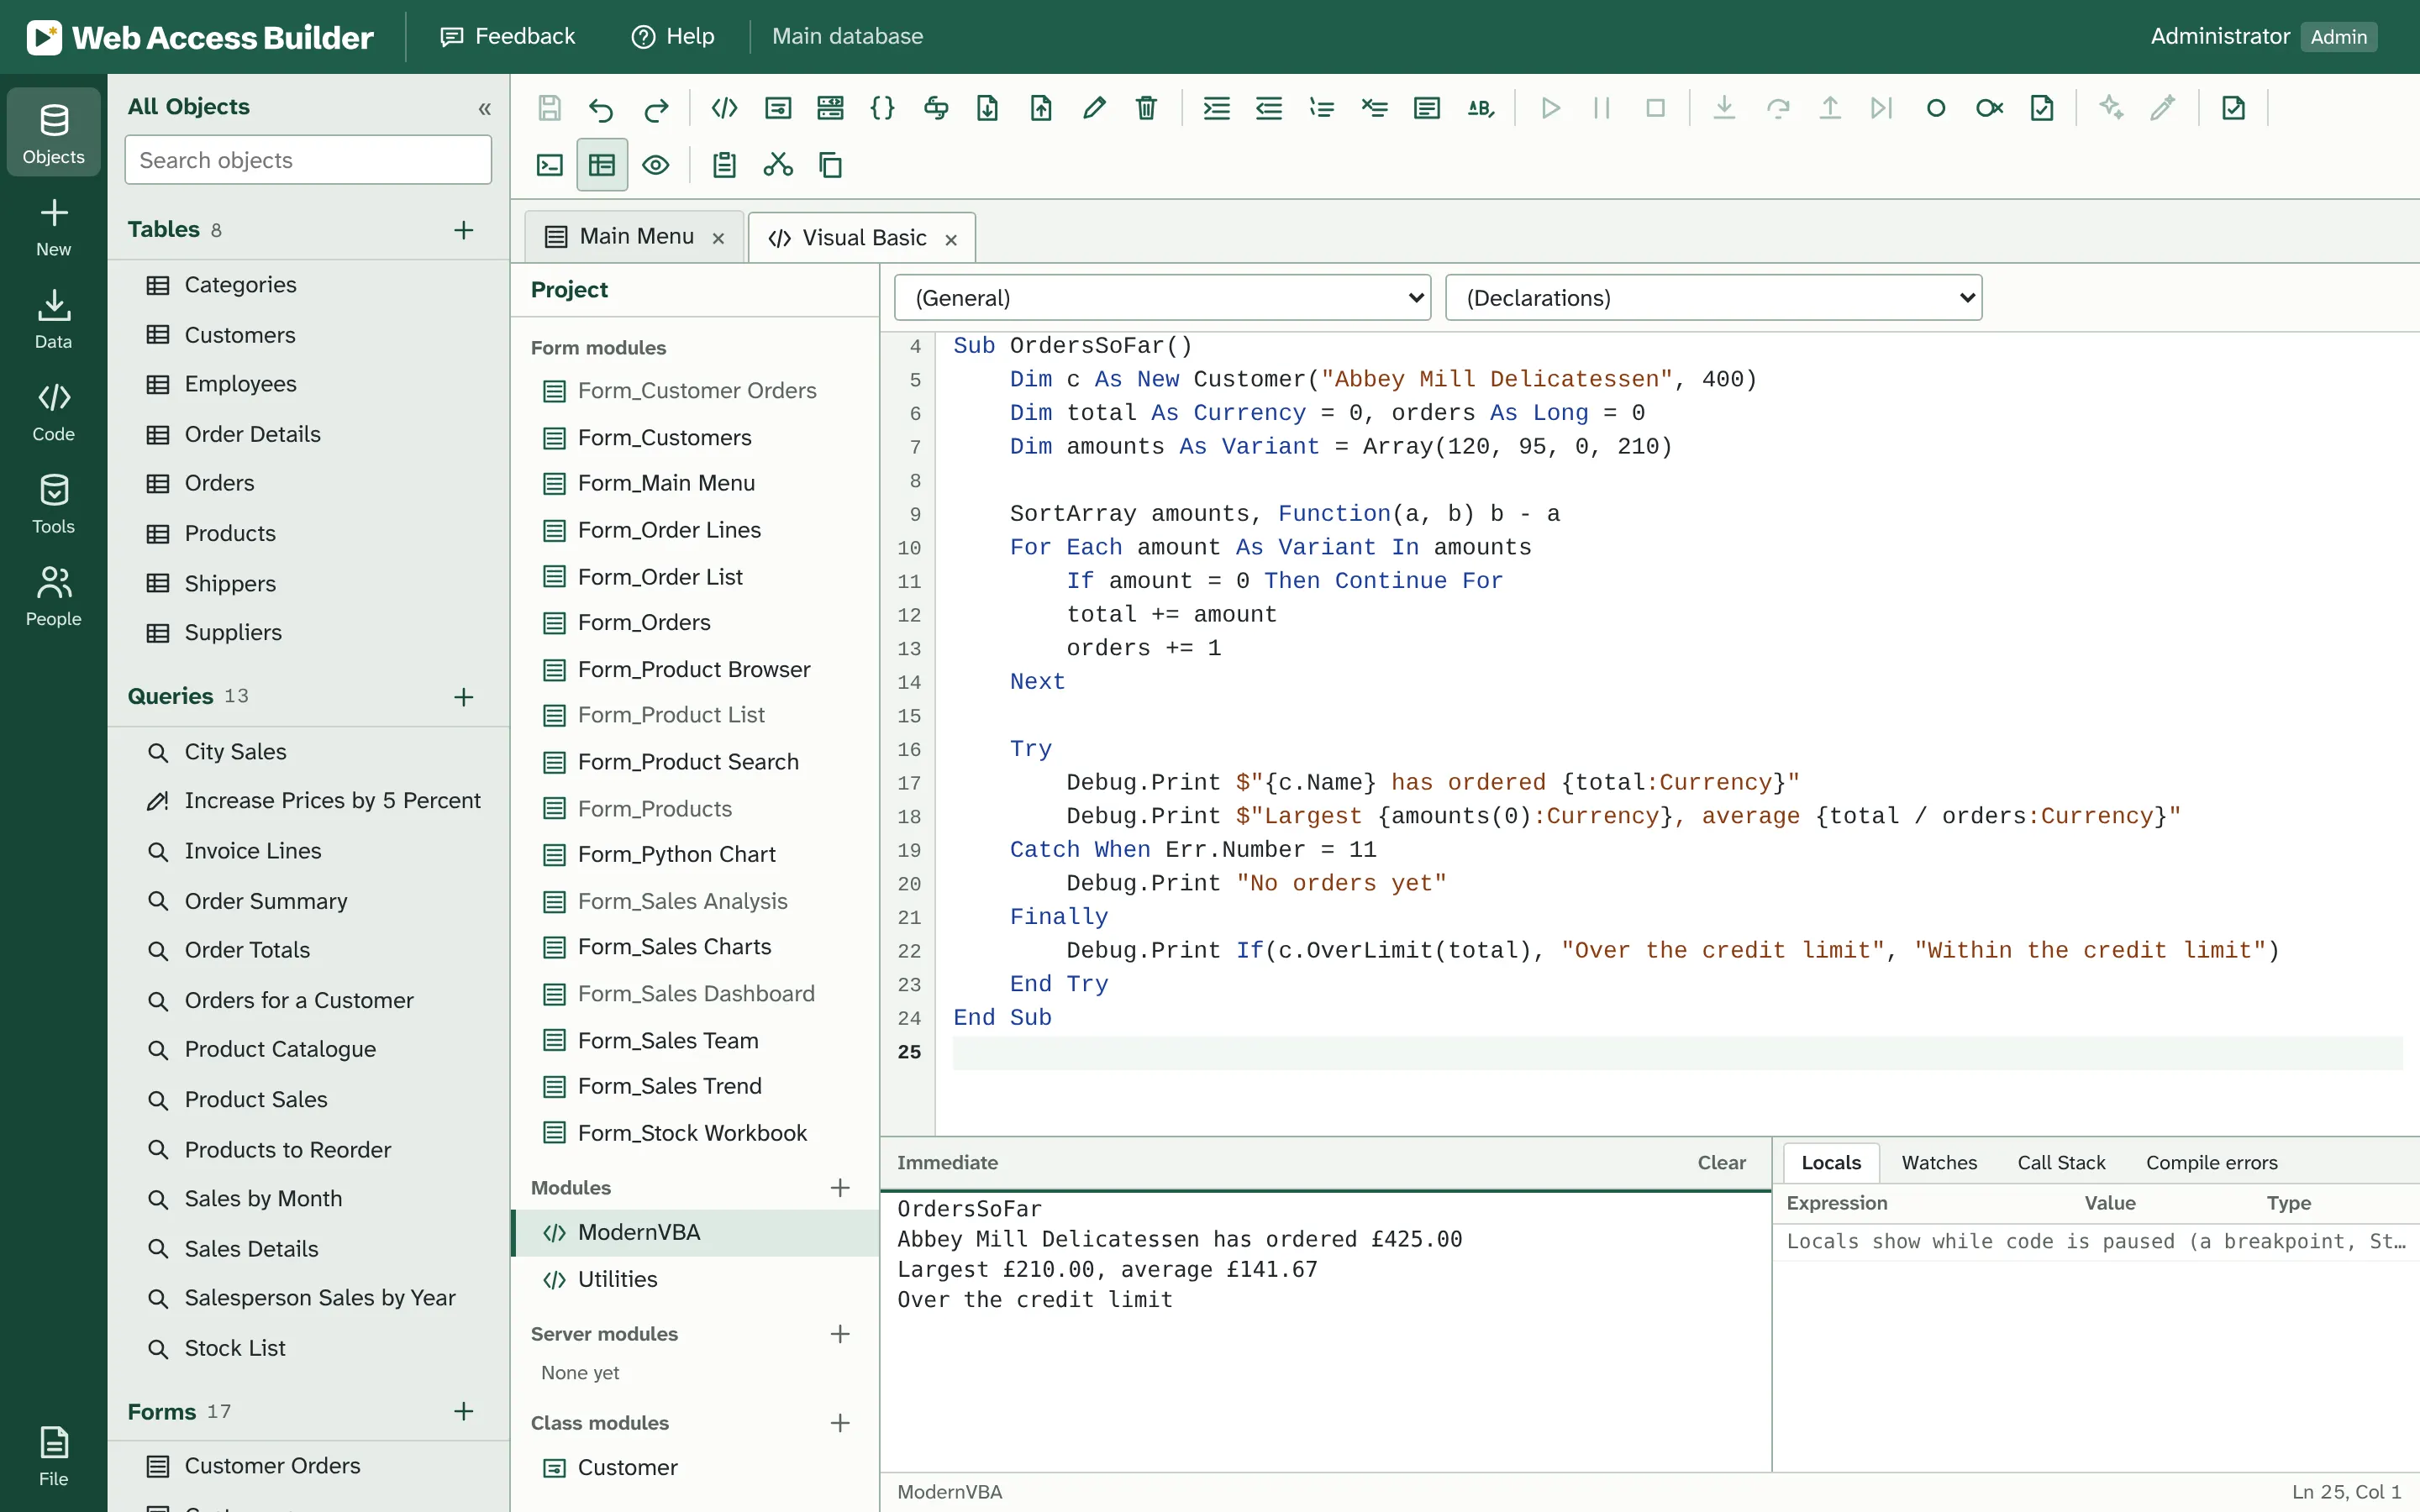 Web Access Builder
Feedback
Help
Main database
Administrator
Admin
Objects
New
Data
Code
Tools
People
File
All Objects
«
Search objects
Tables 8
Categories
Customers
Employees
Order Details
Orders
Products
Shippers
Suppliers
Queries 13
City Sales
Increase Prices by 5 Percent
Invoice Lines
Order Summary
Order Totals
Orders for a Customer
Product Catalogue
Product Sales
Products to Reorder
Sales by Month
Sales Details
Salesperson Sales by Year
Stock List
Forms 17
Customer Orders
Main Menu
Visual Basic
Project
Form modules
Form_Customer Orders
Form_Customers
Form_Main Menu
Form_Order Lines
Form_Order List
Form_Orders
Form_Product Browser
Form_Product List
Form_Product Search
Form_Products
Form_Python Chart
Form_Sales Analysis
Form_Sales Charts
Form_Sales Dashboard
Form_Sales Team
Form_Sales Trend
Form_Stock Workbook
Modules
ModernVBA
Utilities
Server modules
None yet
Class modules
Customer
(General)
(Declarations)
4 Sub OrdersSoFar()
5 Dim c As New Customer("Abbey Mill Delicatessen", 400)
6 Dim total As Currency = 0, orders As Long = 0
7 Dim amounts As Variant = Array(120, 95, 0, 210)
8
9 SortArray amounts, Function(a, b) b - a
10 For Each amount As Variant In amounts
11 If amount = 0 Then Continue For
12 total += amount
13 orders += 1
14 Next
15
16 Try
17 Debug.Print $"{c.Name} has ordered {total:Currency}"
18 Debug.Print $"Largest {amounts(0):Currency}, average {total / orders:Currency}"
19 Catch When Err.Number = 11
20 Debug.Print "No orders yet"
21 Finally
22 Debug.Print If(c.OverLimit(total), "Over the credit limit", "Within the credit limit")
23 End Try
24 End Sub
25
Immediate
Clear
OrdersSoFar
Abbey Mill Delicatessen has ordered £425.00
Largest £210.00, average £141.67
Over the credit limit
Locals Watches Call Stack Compile errors
Expression Value Type
Locals show while code is paused (a breakpoint, St…
ModernVBA
Ln 25, Col 1